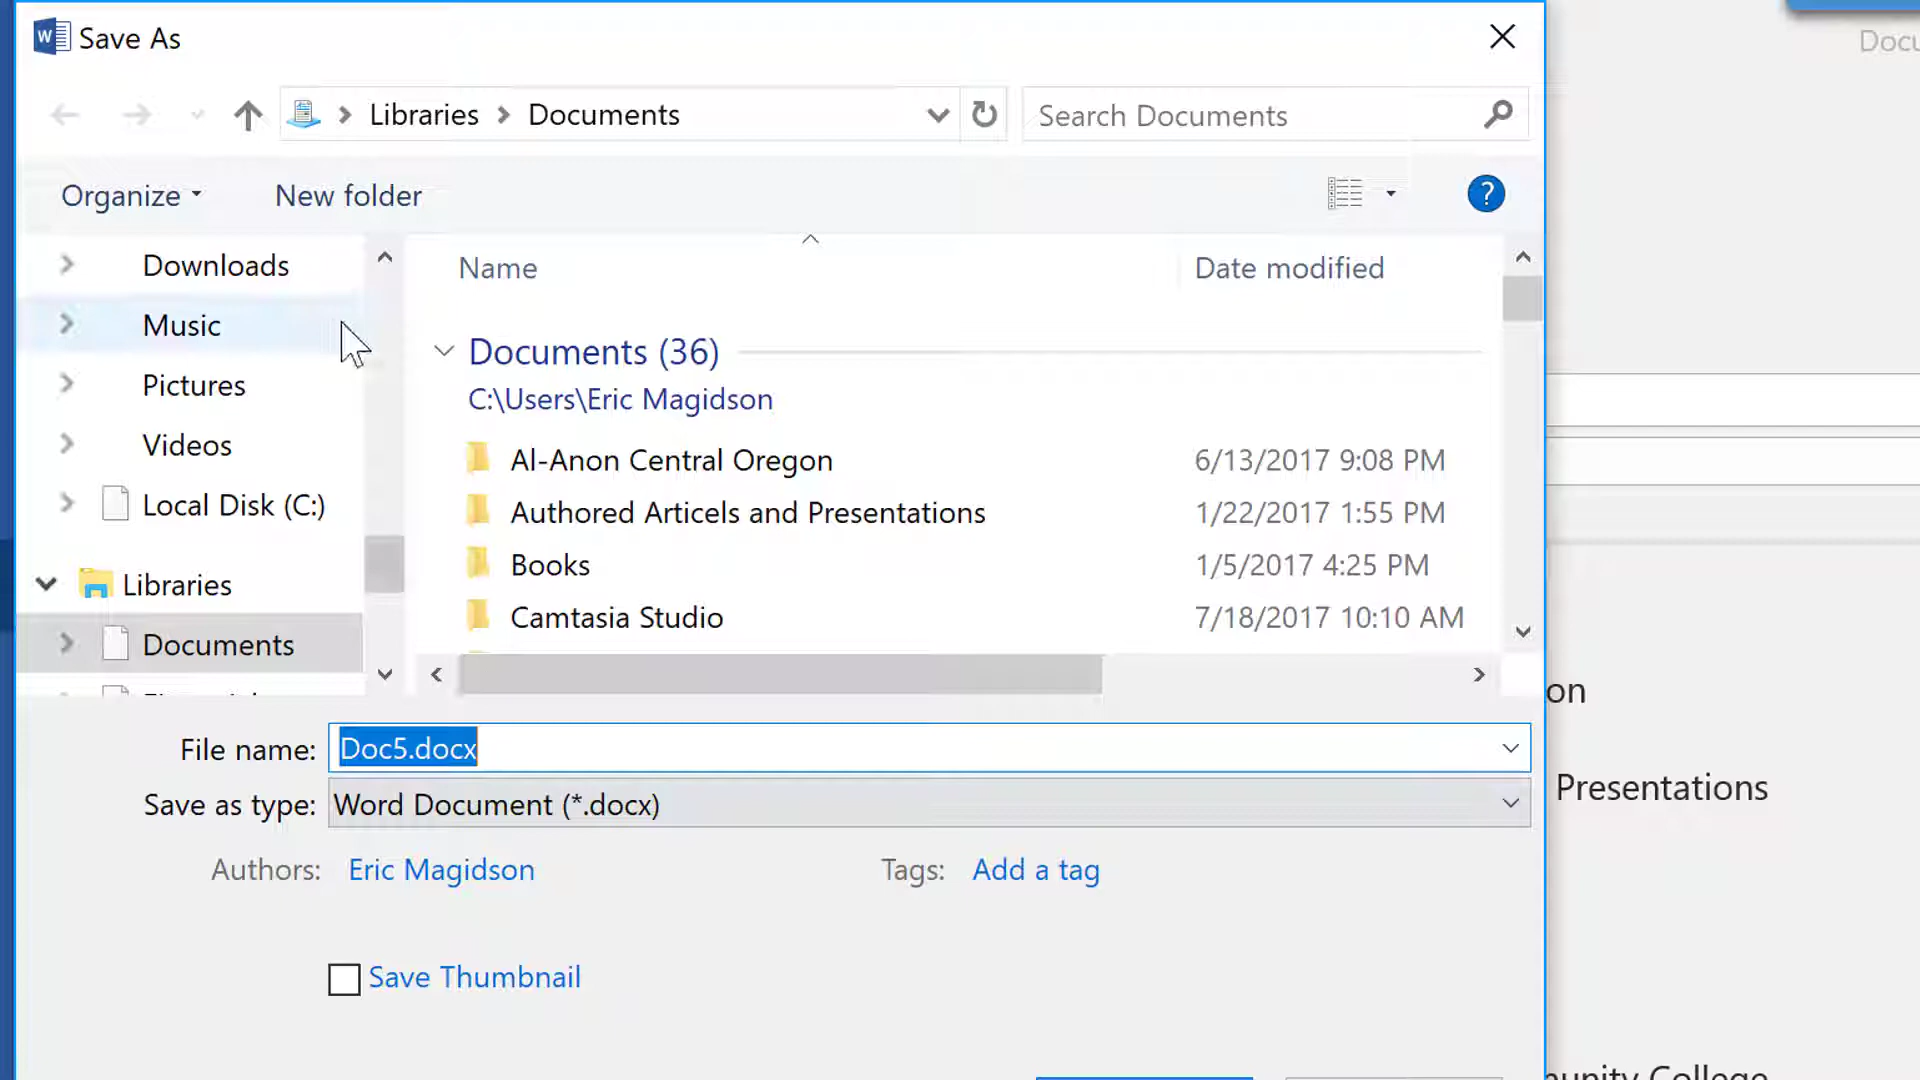 Save As
Docu
Libraries > Documents
Search Documents
Organize
New folder
?
Downloads
Music
Pictures
Videos
Local Disk (C:)
Libraries
Documents
Name
Date modified
Documents (36)
C:\Users\Eric Magidson
Al-Anon Central Oregon 6/13/2017 9:08 PM
Authored Articels and Presentations 1/22/2017 1:55 PM
Books 1/5/2017 4:25 PM
Camtasia Studio 7/18/2017 10:10 AM
on
Presentations
File name: Doc5.docx
Save as type: Word Document (*.docx)
Authors: Eric Magidson
Tags: Add a tag
Save Thumbnail
unity College